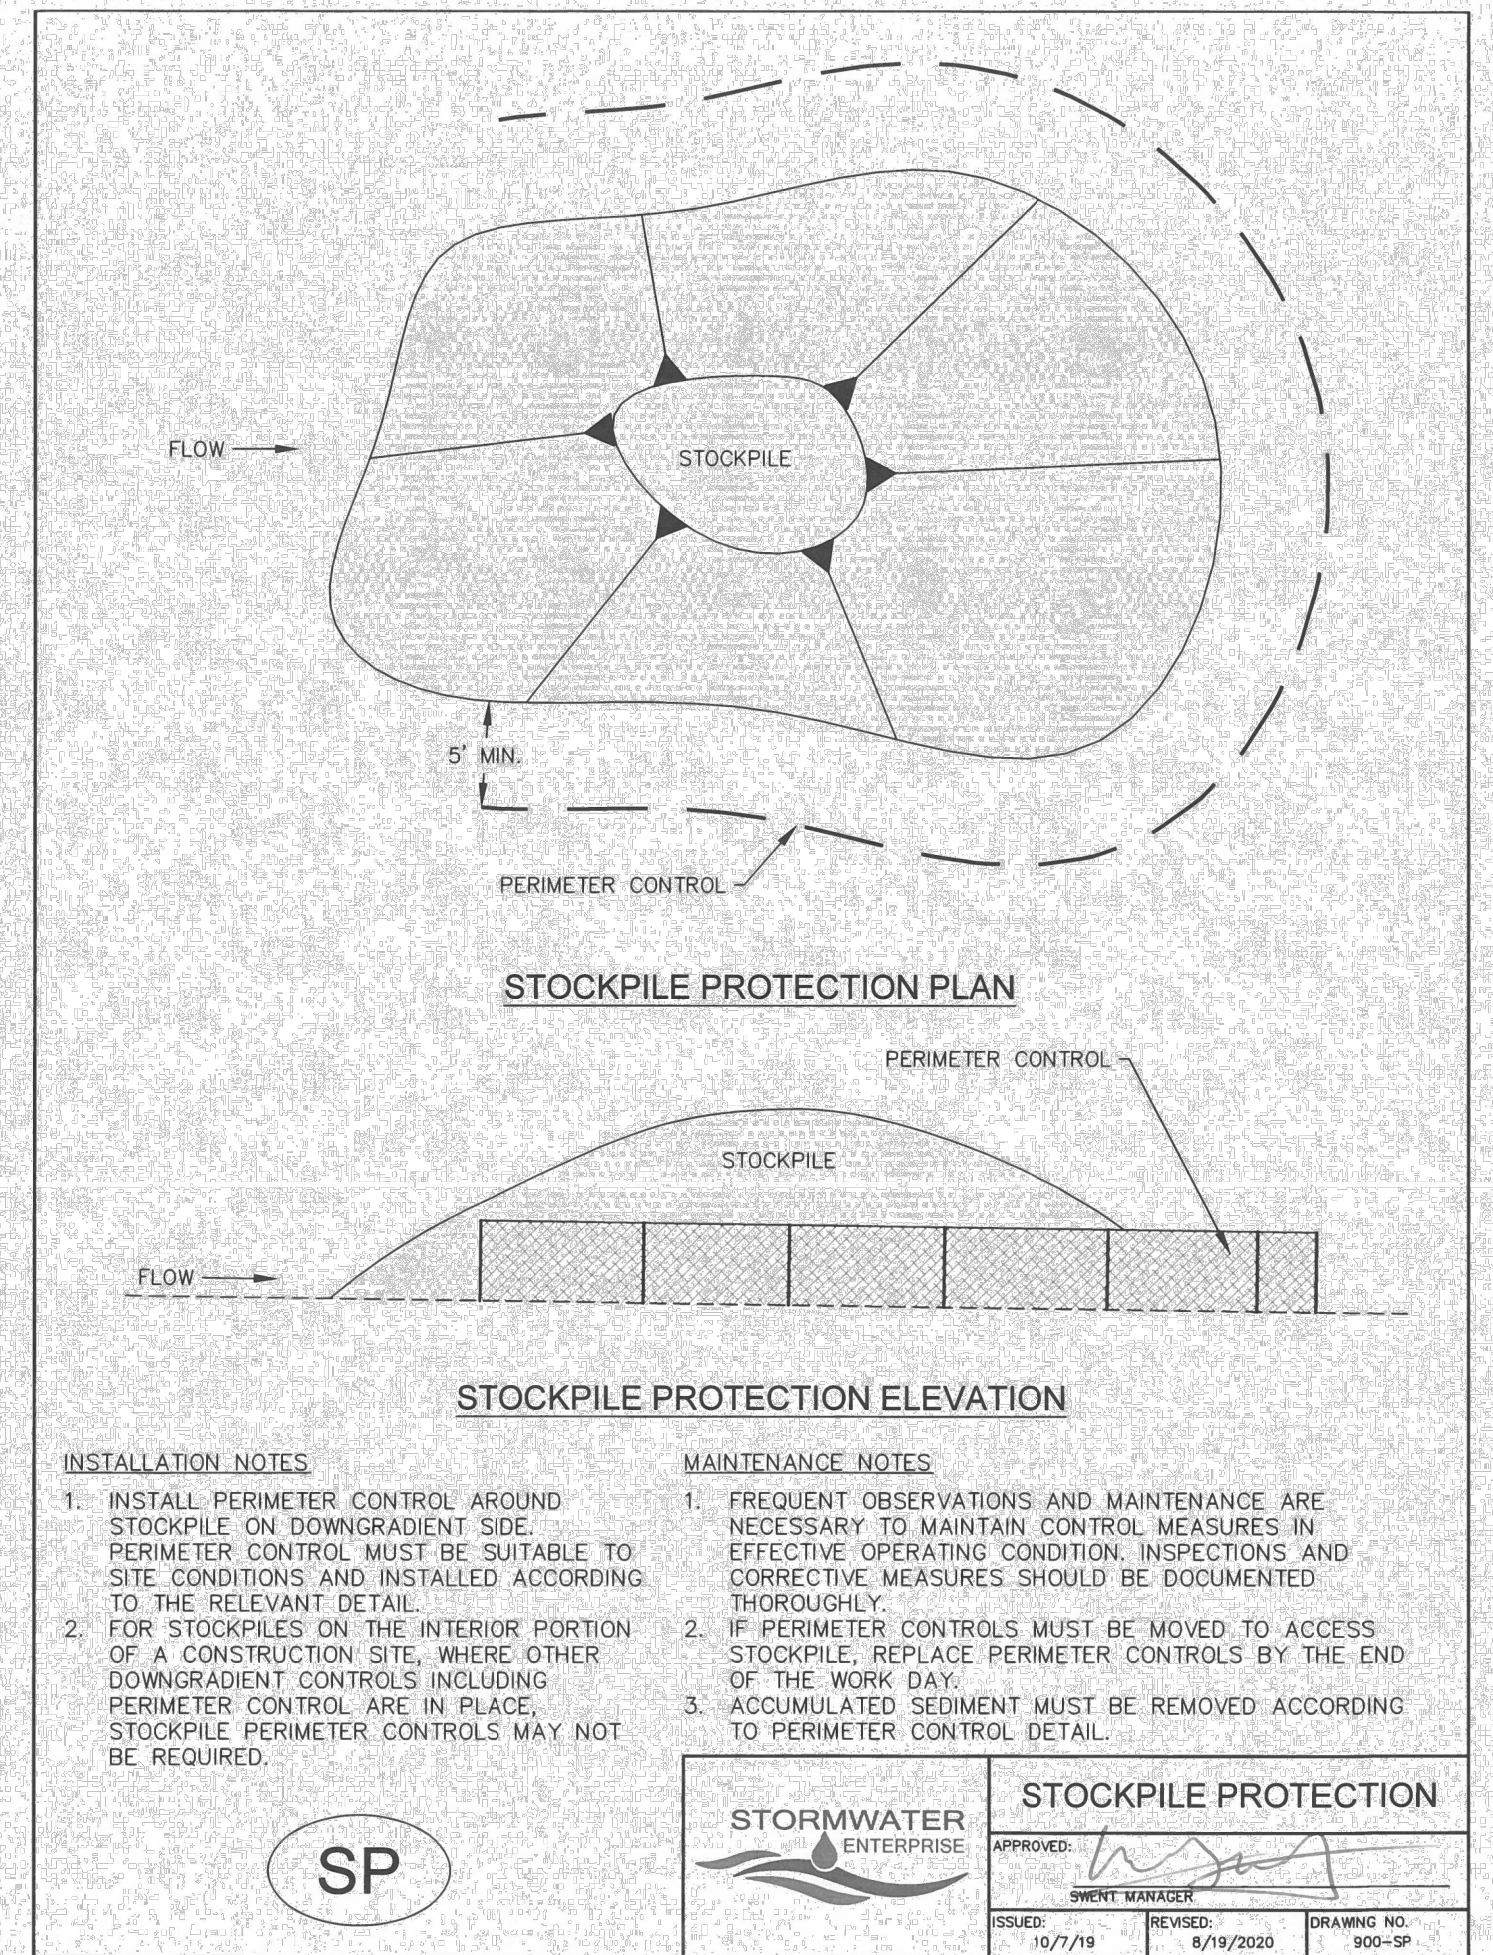 FLOW
STOCKPILE
5' MIN.
PERIMETER CONTROL
STOCKPILE PROTECTION PLAN
PERIMETER CONTROL
STOCKPILE
FLOW
STOCKPILE PROTECTION ELEVATION
INSTALLATION NOTES
1. INSTALL PERIMETER CONTROL AROUND
STOCKPILE ON DOWNGRADIENT SIDE.
PERIMETER CONTROL MUST BE SUITABLE TO
SITE CONDITIONS AND INSTALLED ACCORDING
TO THE RELEVANT DETAIL.
2. FOR STOCKPILES ON THE INTERIOR PORTION
OF A CONSTRUCTION SITE, WHERE OTHER
DOWNGRADIENT CONTROLS INCLUDING
PERIMETER CONTROL ARE IN PLACE,
STOCKPILE PERIMETER CONTROLS MAY NOT
BE REQUIRED.
MAINTENANCE NOTES
1. FREQUENT OBSERVATIONS AND MAINTENANCE ARE
NECESSARY TO MAINTAIN CONTROL MEASURES IN
EFFECTIVE OPERATING CONDITION. INSPECTIONS AND
CORRECTIVE MEASURES SHOULD BE DOCUMENTED
THOROUGHLY.
2. IF PERIMETER CONTROLS MUST BE MOVED TO ACCESS
STOCKPILE, REPLACE PERIMETER CONTROLS BY THE END
OF THE WORK DAY.
3. ACCUMULATED SEDIMENT MUST BE REMOVED ACCORDING
TO PERIMETER CONTROL DETAIL.
SP
STORMWATER
ENTERPRISE
STOCKPILE PROTECTION
APPROVED:
SWENT MANAGER
ISSUED:
10/7/19
REVISED:
8/19/2020
DRAWING NO.
900-SP